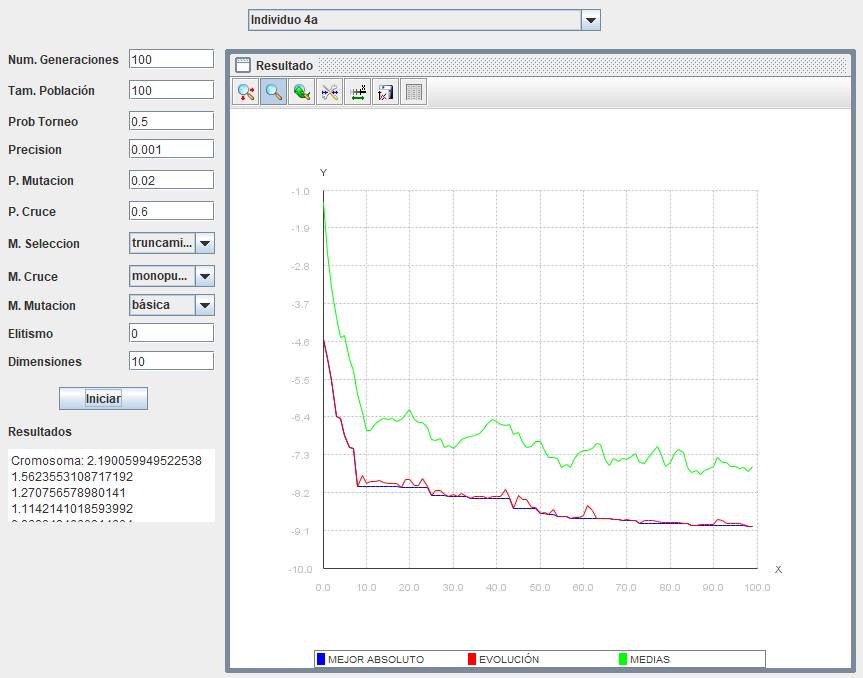 Individuo 4a
Num. Generaciones 100
Tam. Población 100
Prob Torneo 0.5
Precision 0.001
P. Mutacion 0.02
P. Cruce 0.6
M. Seleccion truncami...
M. Cruce monopu...
M. Mutacion básica
Elitismo 0
Dimensiones 10
Iniciar
Resultados
Cromosoma: 2.190059949522538
1.5623553108717192
1.270756578980141
1.1142141018593992
Resultado
Y
-1.0
-1.9
-2.8
-3.7
-4.6
-5.5
-6.4
-7.3
-8.2
-9.1
-10.0
X
0.0 10.0 20.0 30.0 40.0 50.0 60.0 70.0 80.0 90.0 100.0
MEJOR ABSOLUTO EVOLUCIÓN MEDIAS